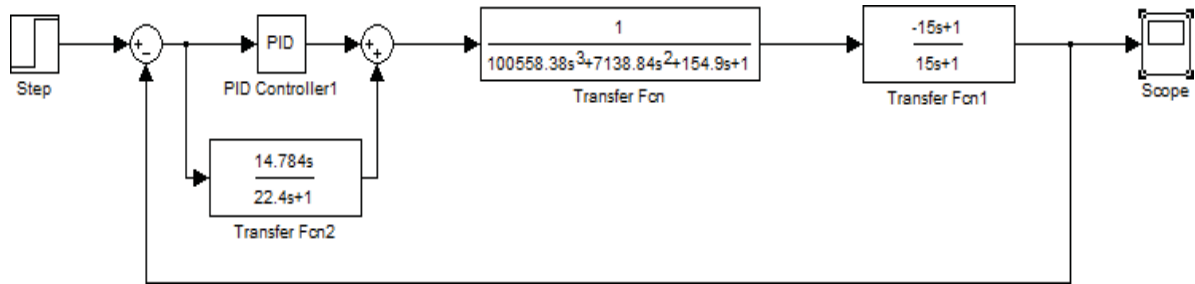 Step
PID
PID Controller1
14.784s
22.4s+1
Transfer Fcn2
1
100558.38s³+7138.84s²+154.9s+1
Transfer Fcn
-15s+1
15s+1
Transfer Fcn1
Scope